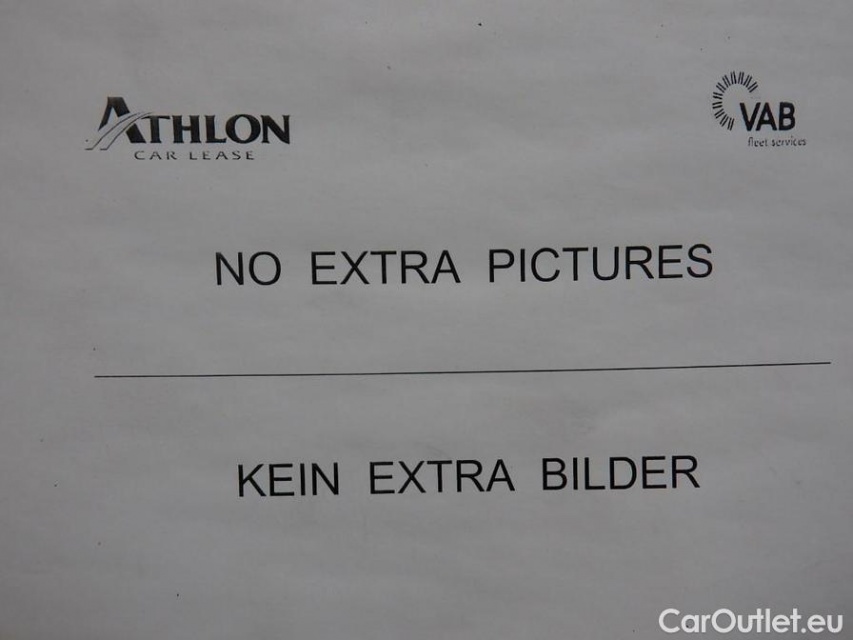 ATHLON
CAR LEASE
VAB
fleet services
NO EXTRA PICTURES
KEIN EXTRA BILDER
CarOutlet.eu